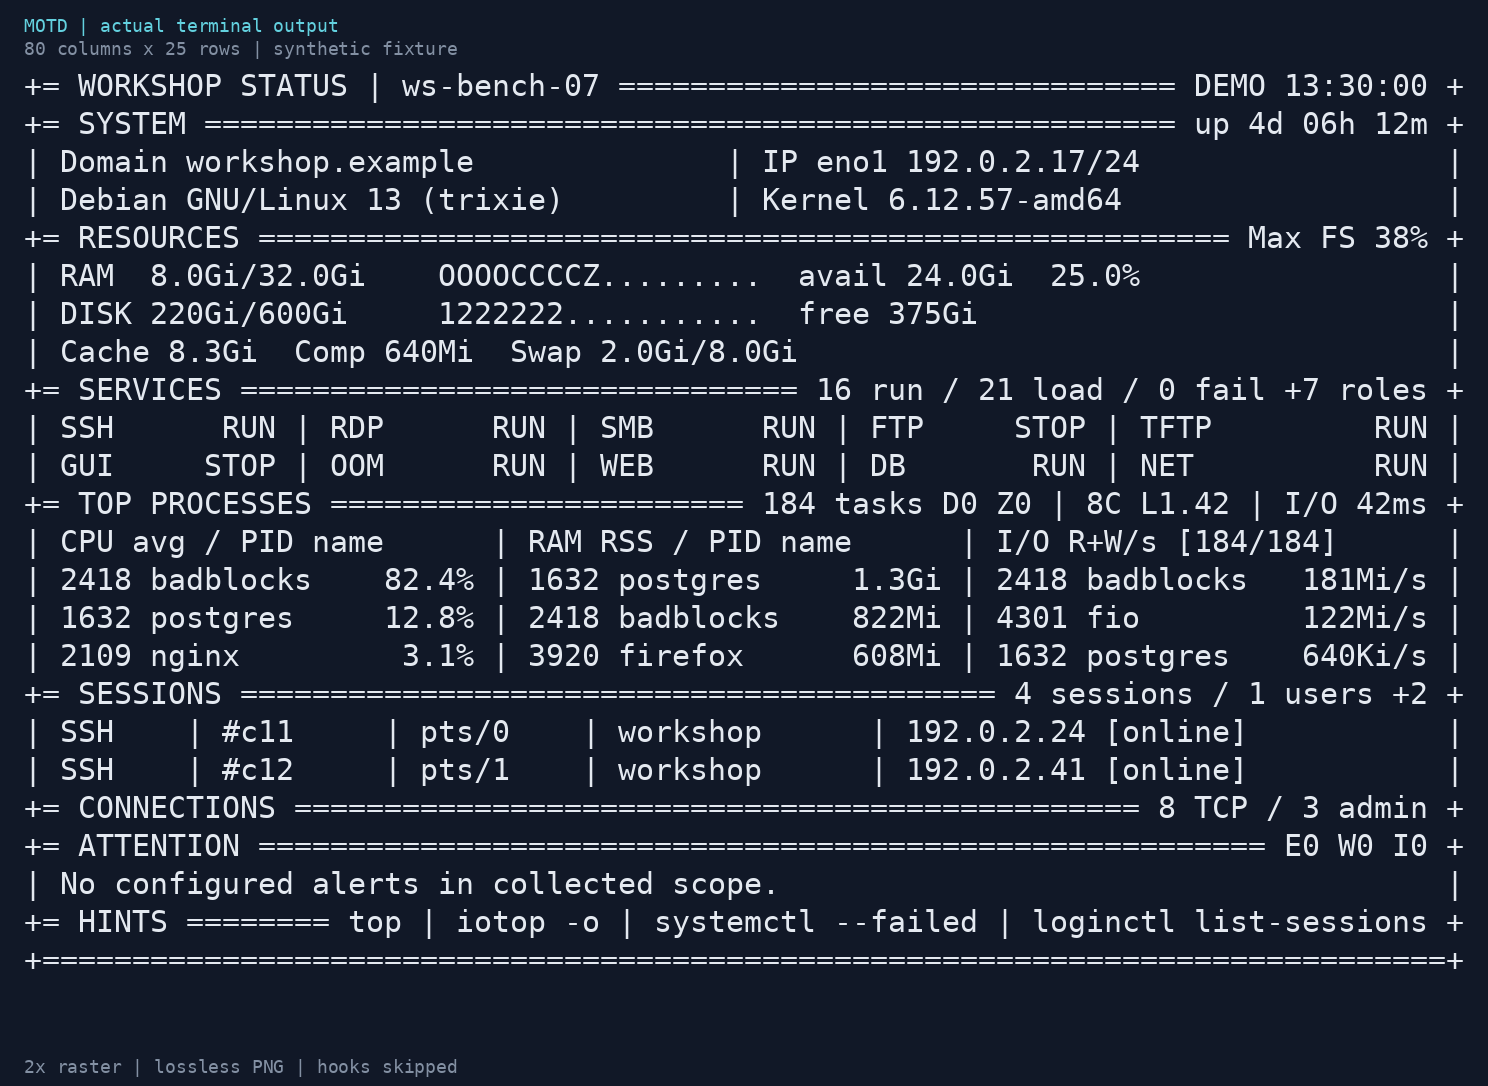 MOTD | actual terminal output
80 columns x 25 rows | synthetic fixture
+= WORKSHOP STATUS | ws-bench-07 =============================== DEMO 13:30:00 +
+= SYSTEM ====================================================== up 4d 06h 12m +
| Domain workshop.example              | IP eno1 192.0.2.17/24                 |
| Debian GNU/Linux 13 (trixie)         | Kernel 6.12.57-amd64                  |
+= RESOURCES ====================================================== Max FS 38% +
| RAM  8.0Gi/32.0Gi    OOOOCCCCZ.........  avail 24.0Gi  25.0%                 |
| DISK 220Gi/600Gi     1222222...........  free 375Gi                          |
| Cache 8.3Gi  Comp 640Mi  Swap 2.0Gi/8.0Gi                                    |
+= SERVICES =============================== 16 run / 21 load / 0 fail +7 roles +
| SSH      RUN | RDP      RUN | SMB      RUN | FTP     STOP | TFTP         RUN |
| GUI     STOP | OOM      RUN | WEB      RUN | DB       RUN | NET          RUN |
+= TOP PROCESSES ======================= 184 tasks D0 Z0 | 8C L1.42 | I/O 42ms +
| CPU avg / PID name      | RAM RSS / PID name      | I/O R+W/s [184/184]      |
| 2418 badblocks    82.4% | 1632 postgres     1.3Gi | 2418 badblocks   181Mi/s |
| 1632 postgres     12.8% | 2418 badblocks    822Mi | 4301 fio         122Mi/s |
| 2109 nginx         3.1% | 3920 firefox      608Mi | 1632 postgres    640Ki/s |
+= SESSIONS ========================================== 4 sessions / 1 users +2 +
| SSH    | #c11     | pts/0    | workshop      | 192.0.2.24 [online]           |
| SSH    | #c12     | pts/1    | workshop      | 192.0.2.41 [online]           |
+= CONNECTIONS =============================================== 8 TCP / 3 admin +
+= ATTENTION ======================================================== E0 W0 I0 +
| No configured alerts in collected scope.                                     |
+= HINTS ======== top | iotop -o | systemctl --failed | loginctl list-sessions +
+==============================================================================+
2x raster | lossless PNG | hooks skipped